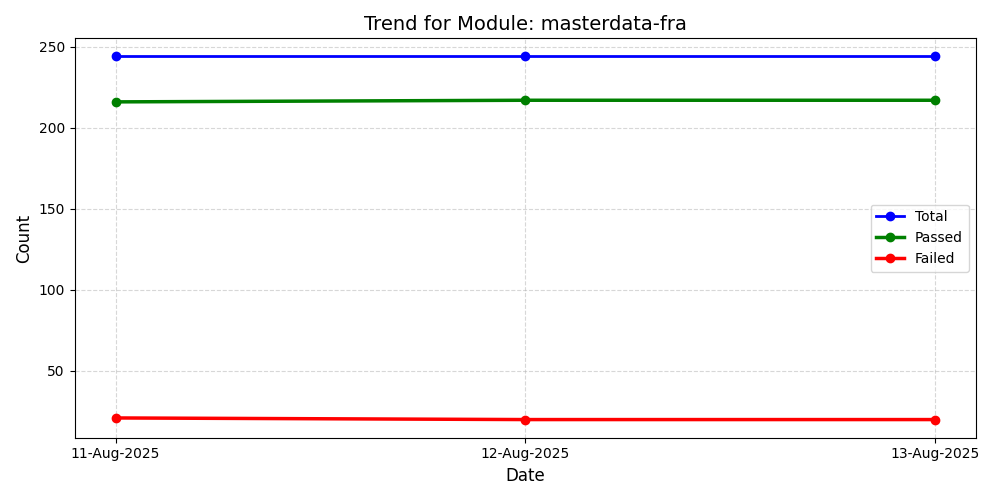 Trend for Module: masterdata-fra
250
200
150
100
50
Count
Total
Passed
Failed
11-Aug-2025
12-Aug-2025
13-Aug-2025
Date